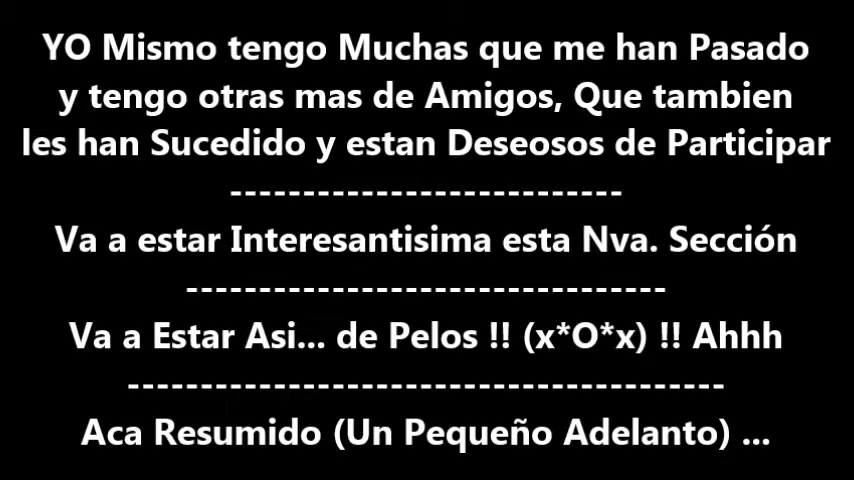 YO Mismo tengo Muchas que me han Pasado
y tengo otras mas de Amigos, Que tambien
les han Sucedido y estan Deseosos de Participar
---------------------------
Va a estar Interesantisima esta Nva. Sección
---------------------------------
Va a Estar Asi... de Pelos !! (x*O*x) !! Ahhh
-----------------------------------------
Aca Resumido (Un Pequeño Adelanto) ...